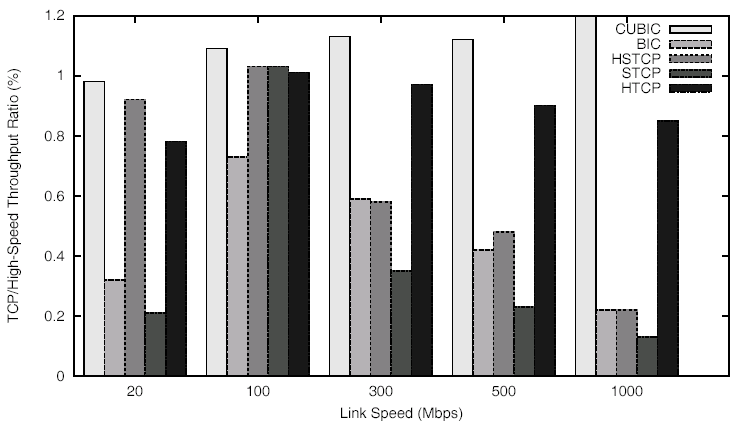 1.2
1
0.8
0.6
0.4
0.2
0
TCP/High-Speed Throughput Ratio (%)
CUBIC
BIC
HSTCP
STCP
HTCP
20 100 300 500 1000
Link Speed (Mbps)